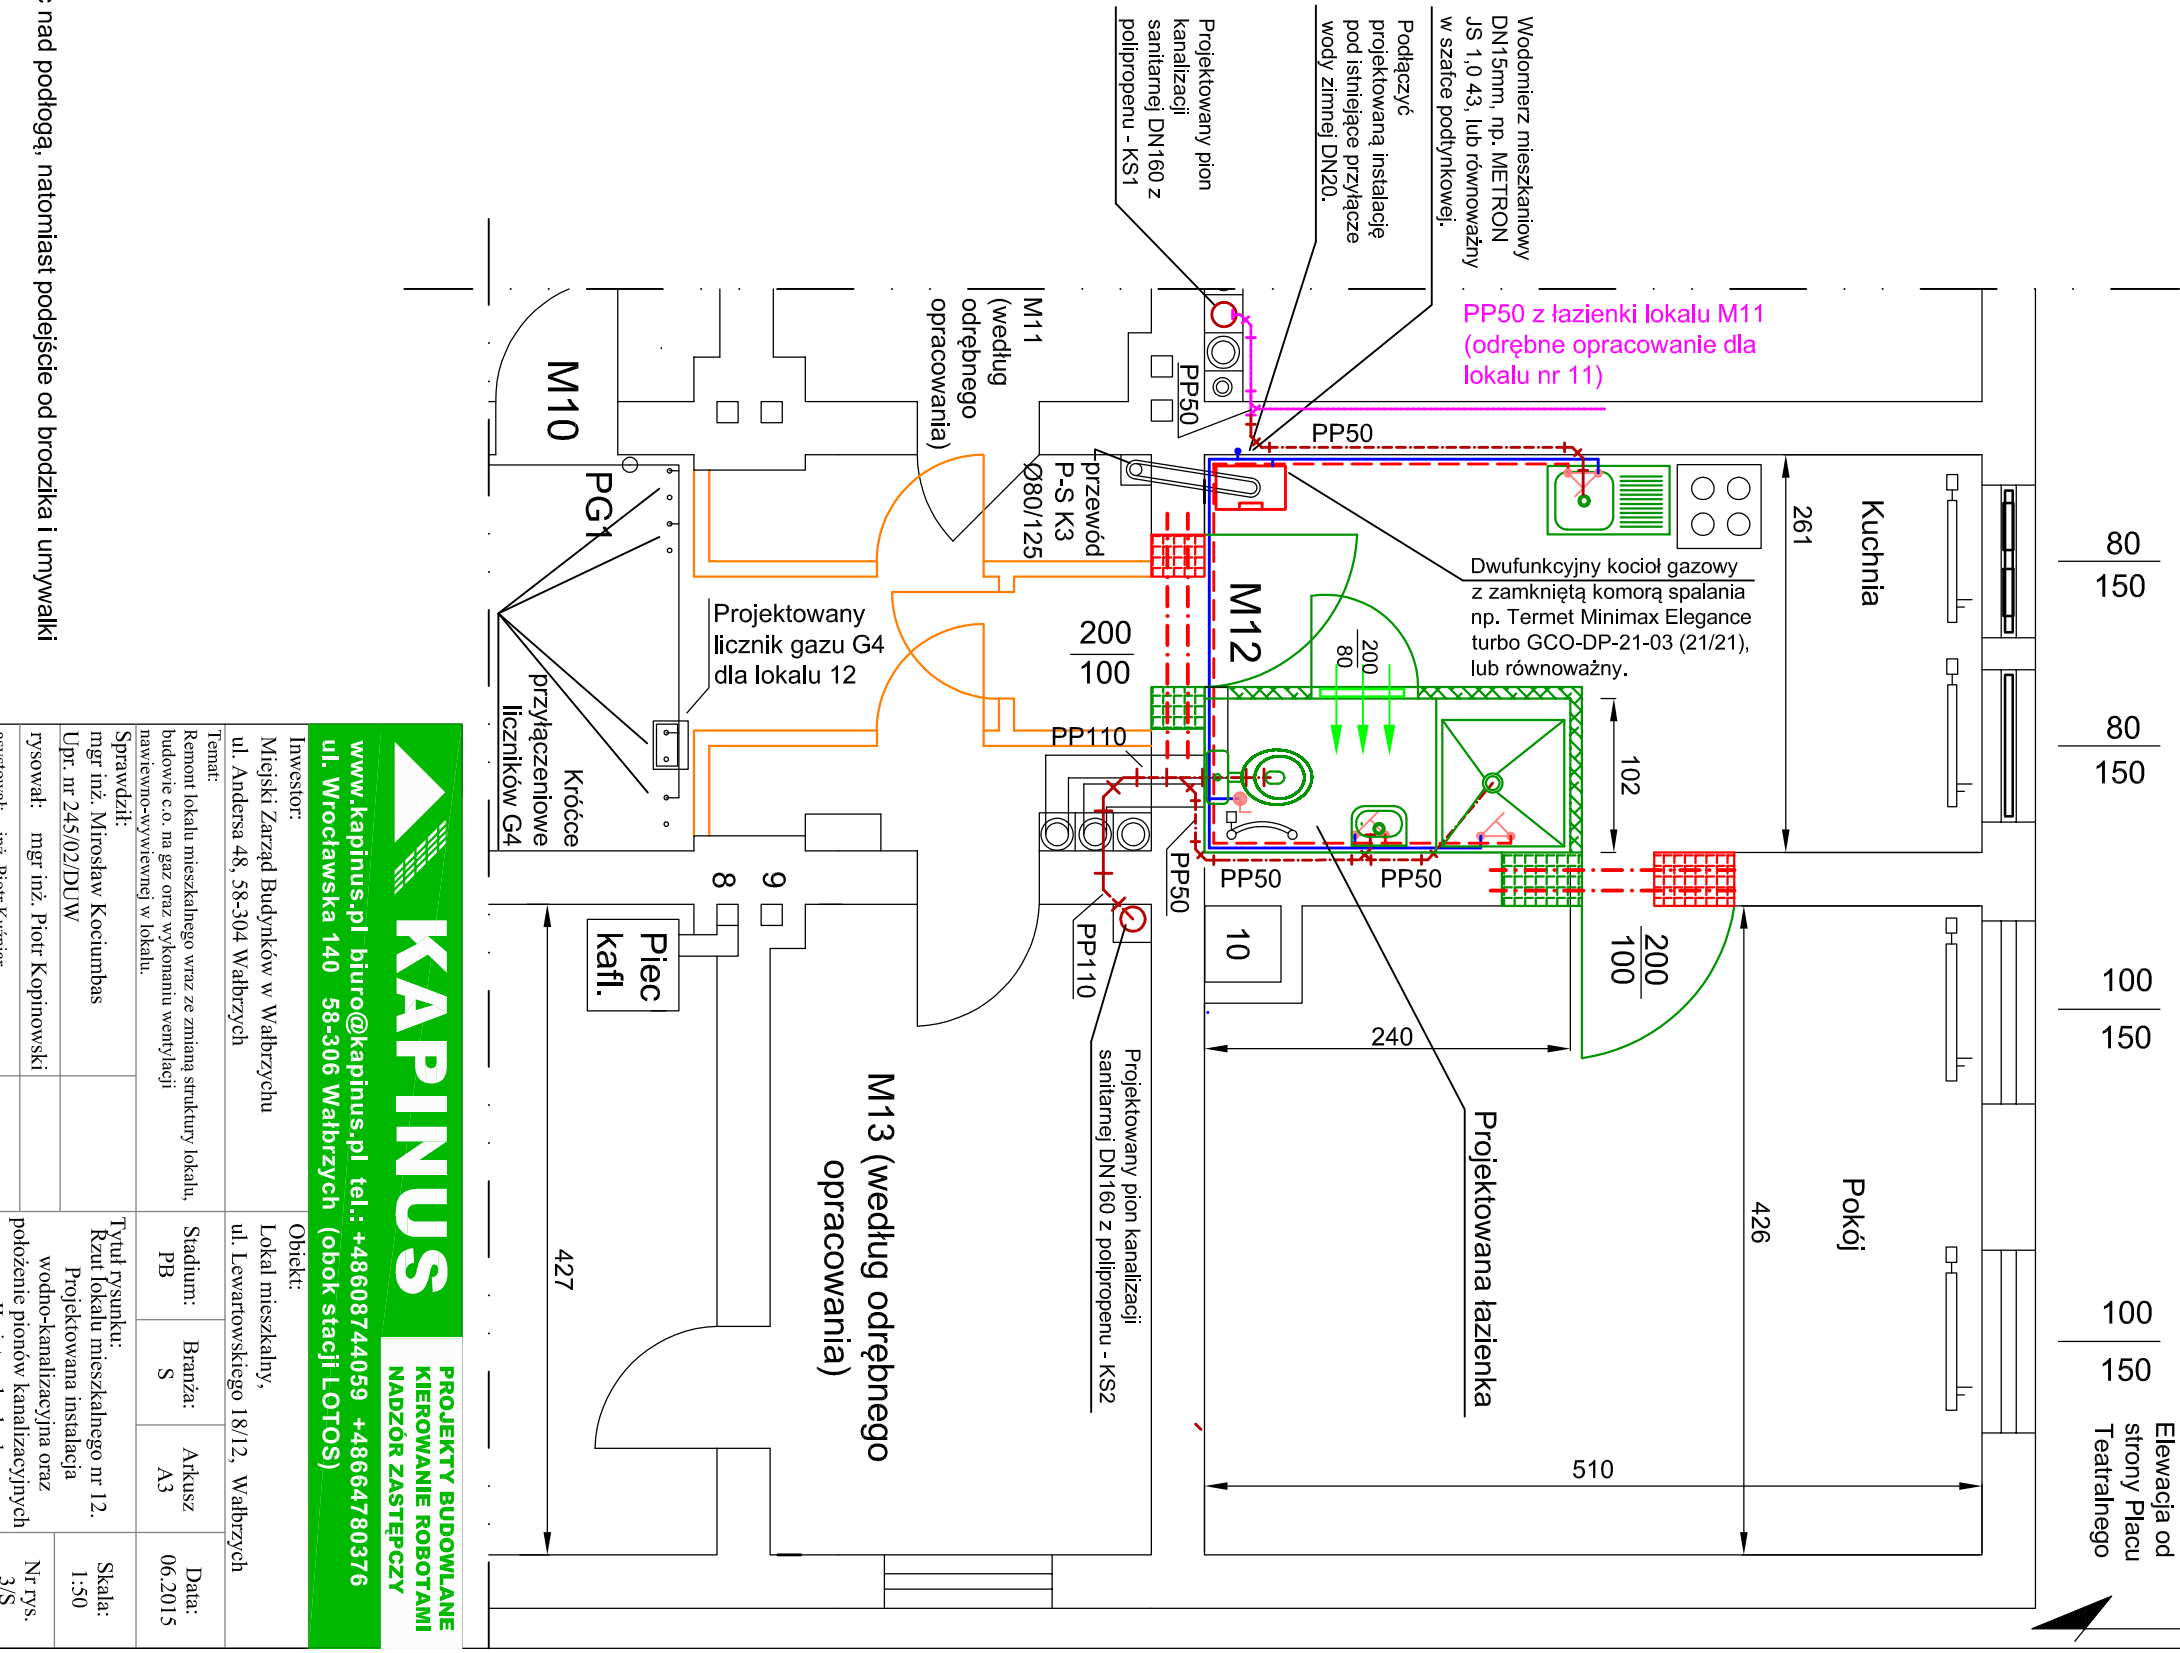 Wodomierz mieszkaniowy
DN15mm, np. METRON
JS 1,0 43, lub równoważny
w szafce podtynkowej.
Podłączyć
projektowaną instalację
pod istniejące przyłącze
wody zimnej DN20.
Projektowany pion
kanalizacji
sanitarnej DN160 z
polipropenu - KS1
PP50 z łazienki lokalu M11
(odrębne opracowanie dla
lokalu nr 11)
80
150
80
150
100
150
100
150
Elewacja od
strony Placu
Teatralnego
Kuchnia
261
PP50
PP50
Dwufunkcyjny kocioł gazowy
z zamkniętą komorą spalania
np. Termet Minimax Elegance
turbo GCO-DP-21-03 (21/21),
lub równoważny.
M11
(według
odrębnego
opracowania)
przewód
P-S K3
Ø80/125
M10
PG1
M12
200
80
200
100
102
Projektowany
licznik gazu G4
dla lokalu 12
Króćce
przyłączeniowe
liczników G4
PP110
PP50
PP50
PP50
PP110
10
200
100
240
8
9
Piec
kafl.
Projektowany pion kanalizacji
sanitarnej DN160 z polipropenu - KS2
Projektowana łazienka
Pokój
426
510
427
M13 (według odrębnego
opracowania)
nad podłogą, natomiast podejście od brodzika i umywalki
KAPINUS
PROJEKTY BUDOWLANE
KIEROWANIE ROBOTAMI
NADZÓR ZASTĘPCZY
www.kapinus.pl biuro@kapinus.pl tel.: +48608744059 +48664780376
ul. Wrocławska 140 58-306 Wałbrzych (obok stacji LOTOS)
Inwestor:
Miejski Zarząd Budynków w Wałbrzychu
ul. Andersa 48, 58-304 Wałbrzych
Obiekt:
Lokal mieszkalny,
ul. Lewartowskiego 18/12, Wałbrzych
Temat:
Remont lokalu mieszkalnego wraz ze zmianą struktury lokalu,
budowie c.o. na gaz oraz wykonaniu wentylacji
nawiewno-wywiewnej w lokalu.
Stadium:
PB
Branża:
S
Arkusz
A3
Data:
06.2015
Sprawdził:
mgr inż. Mirosław Kociumbas
Upr. nr 245/02/DUW
rysował: mgr inż. Piotr Kopinowski
Tytuł rysunku:
Rzut lokalu mieszkalnego nr 12.
Projektowana instalacja
wodno-kanalizacyjna oraz
położenie pionów kanalizacyjnych
Skala:
1:50
Nr rys.
3/S